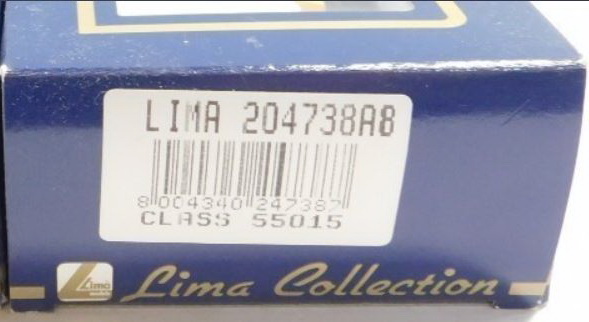 LIMA 204738A8
8 004340 247387
CLASS 55015
Lima
Lima Collection